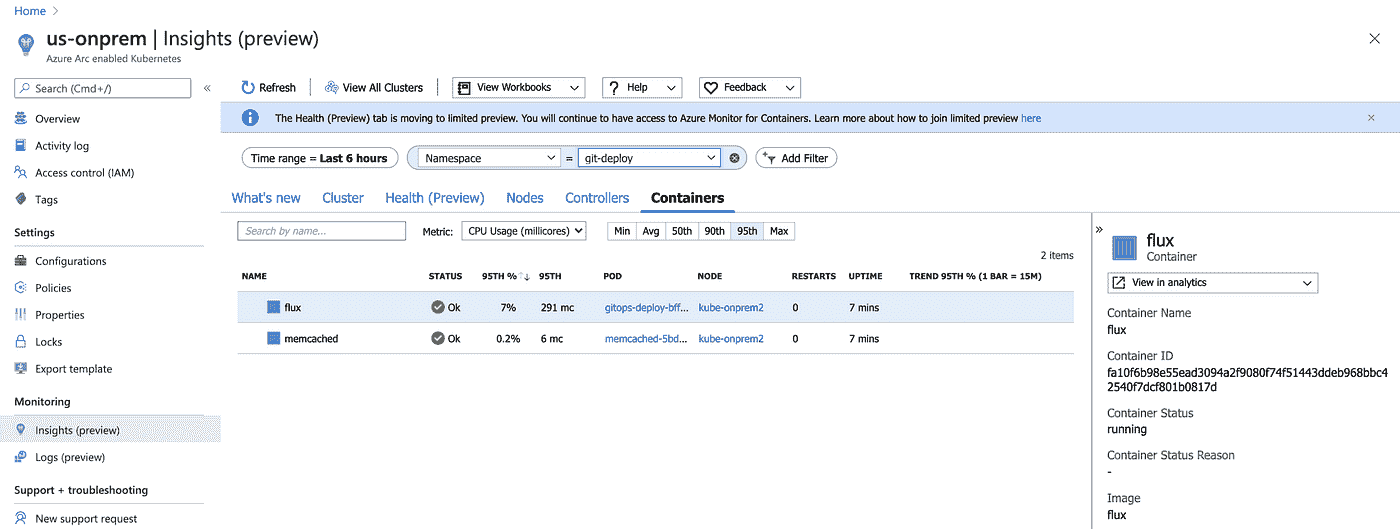 Home
us-onprem | Insights (preview)
Azure Arc enabled Kubernetes
Search (Cmd+/)
Overview
Activity log
Access control (IAM)
Tags
Settings
Configurations
Policies
Properties
Locks
Export template
Monitoring
Insights (preview)
Logs (preview)
Support + troubleshooting
New support request
Refresh
View All Clusters
View Workbooks
Help
Feedback
The Health (Preview) tab is moving to limited preview. You will continue to have access to Azure Monitor for Containers. Learn more about how to join limited preview here
Time range = Last 6 hours
Namespace = git-deploy
Add Filter
What's new Cluster Health (Preview) Nodes Controllers Containers
Search by name...
Metric: CPU Usage (millicores)
Min Avg 50th 90th 95th Max
2 items
NAME STATUS 95TH % 95TH POD NODE RESTARTS UPTIME TREND 95TH % (1 BAR = 15M)
flux Ok 7% 291 mc gitops-deploy-bff... kube-onprem2 0 7 mins
memcached Ok 0.2% 6 mc memcached-5bd... kube-onprem2 0 7 mins
flux
Container
View in analytics
Container Name
flux
Container ID
fa10f6b98e55ead3094a2f9080f74f51443ddeb968bbc4
2540f7dcf801b0817d
Container Status
running
Container Status Reason
-
Image
flux